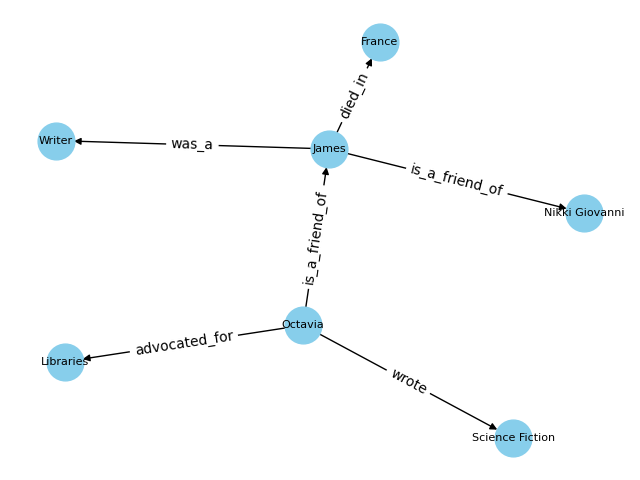 France
died_in
Writer
was_a
James
is_a_friend_of
Nikki Giovanni
is_a_friend_of
Octavia
advocated_for
Libraries
wrote
Science Fiction